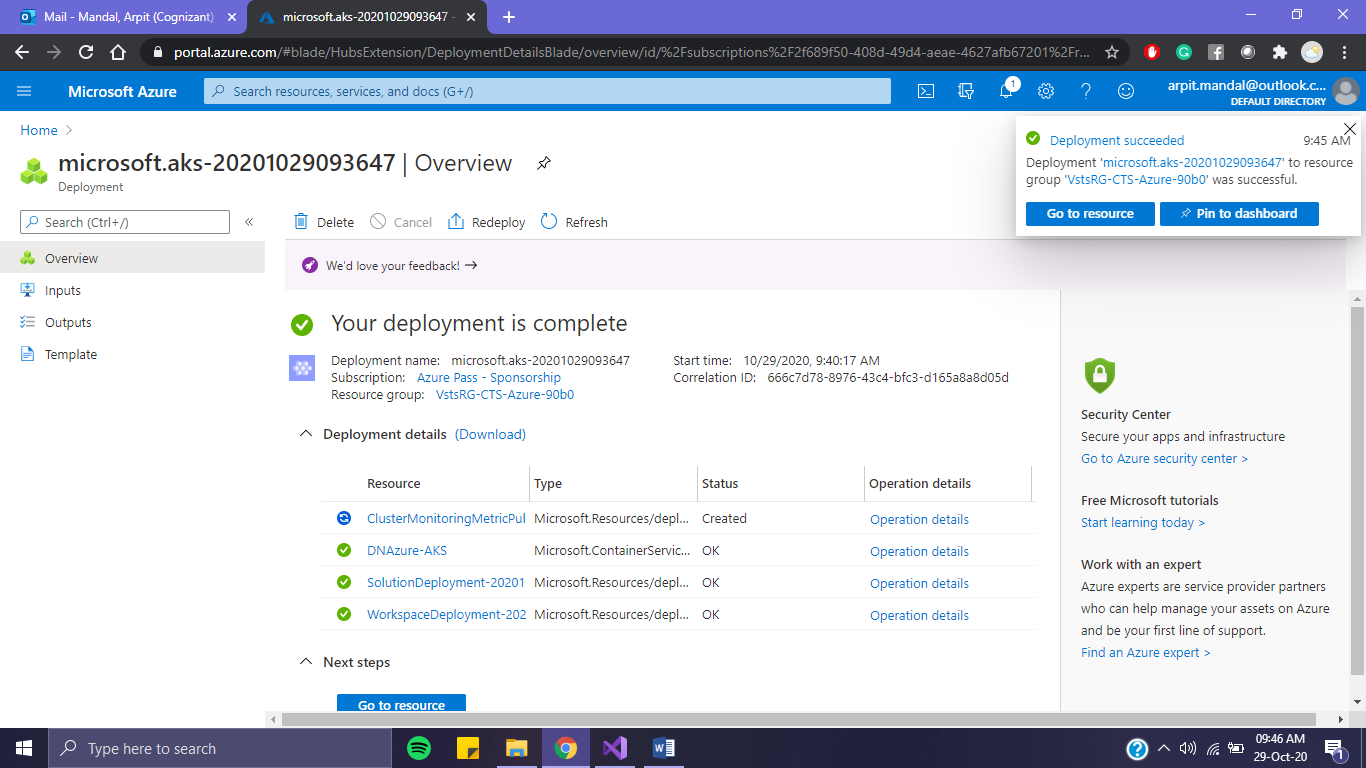 Mail - Mandal, Arpit (Cognizant)
microsoft.aks-20201029093647 -
portal.azure.com/#blade/HubsExtension/DeploymentDetailsBlade/overview/id/%2Fsubscriptions%2F2f689f50-408d-49d4-aeae-4627afb67201%2Fr...
Microsoft Azure
Search resources, services, and docs (G+/)
1
arpit.mandal@outlook.c...
DEFAULT DIRECTORY
Home
microsoft.aks-20201029093647 | Overview
Deployment
Deployment succeeded 9:45 AM
Deployment 'microsoft.aks-20201029093647' to resource
group 'VstsRG-CTS-Azure-90b0' was successful.
Go to resource Pin to dashboard
Search (Ctrl+/)
«
Delete Cancel Redeploy Refresh
Overview
Inputs
Outputs
Template
We'd love your feedback! →
Your deployment is complete
Deployment name: microsoft.aks-20201029093647 Start time: 10/29/2020, 9:40:17 AM
Subscription: Azure Pass - Sponsorship Correlation ID: 666c7d78-8976-43c4-bfc3-d165a8a8d05d
Resource group: VstsRG-CTS-Azure-90b0
Deployment details (Download)
Resource Type Status Operation details
ClusterMonitoringMetricPul Microsoft.Resources/depl... Created Operation details
DNAzure-AKS Microsoft.ContainerServic... OK Operation details
SolutionDeployment-20201 Microsoft.Resources/depl... OK Operation details
WorkspaceDeployment-202 Microsoft.Resources/depl... OK Operation details
Next steps
Go to resource
Security Center
Secure your apps and infrastructure
Go to Azure security center >
Free Microsoft tutorials
Start learning today >
Work with an expert
Azure experts are service provider partners
who can help manage your assets on Azure
and be your first line of support.
Find an Azure expert >
Type here to search
09:46 AM
29-Oct-20
1